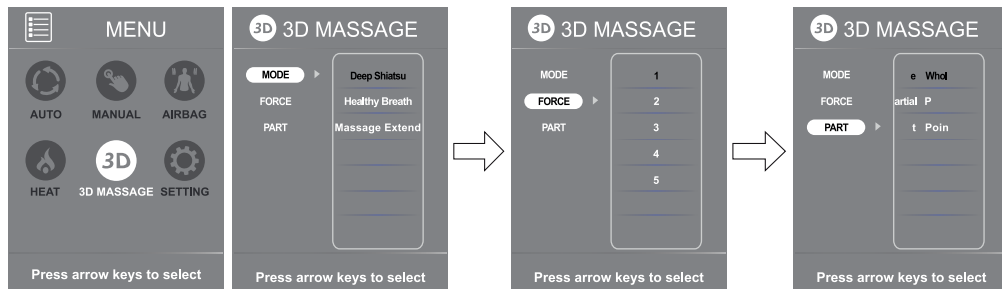 MENU
AUTO MANUAL AIRBAG
3D
HEAT 3D MASSAGE SETTING
Press arrow keys to select
3D 3D MASSAGE
MODE Deep Shiatsu
FORCE Healthy Breath
PART Massage Extend
Press arrow keys to select
3D 3D MASSAGE
MODE 1
FORCE 2
PART 3
4
5
Press arrow keys to select
3D 3D MASSAGE
MODE e Whol
FORCE artial P
PART t Poin
Press arrow keys to select